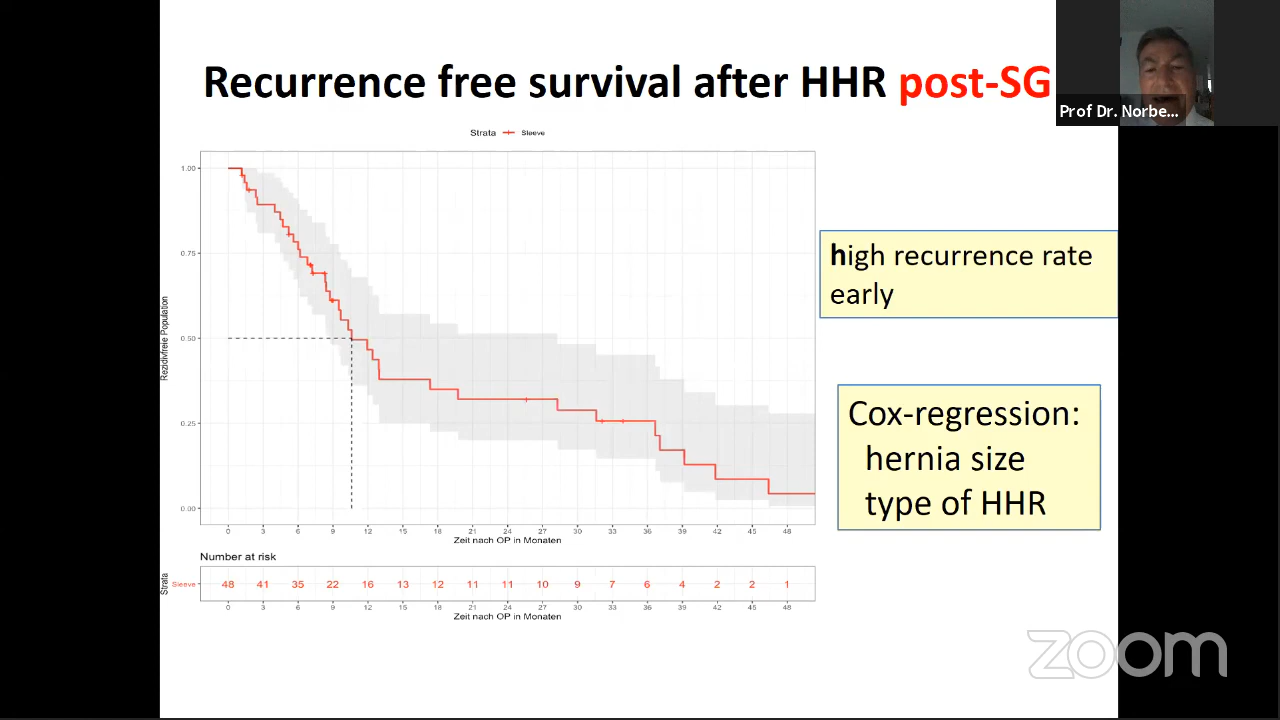 Recurrence free survival after HHR post-SG
Prof Dr. Norbe...
Strata Sleeve
1.00
0.75
0.50
0.25
0.00
Rezidivfreie Population
0 3 6 9 12 15 18 21 24 27 30 33 36 39 42 45 48
Zeit nach OP in Monaten
high recurrence rate
early
Cox-regression:
hernia size
type of HHR
Number at risk
Strata
Sleeve 48 41 35 22 16 13 12 11 11 10 9 7 6 4 2 2 1
0 3 6 9 12 15 18 21 24 27 30 33 36 39 42 45 48
Zeit nach OP in Monaten
zoom